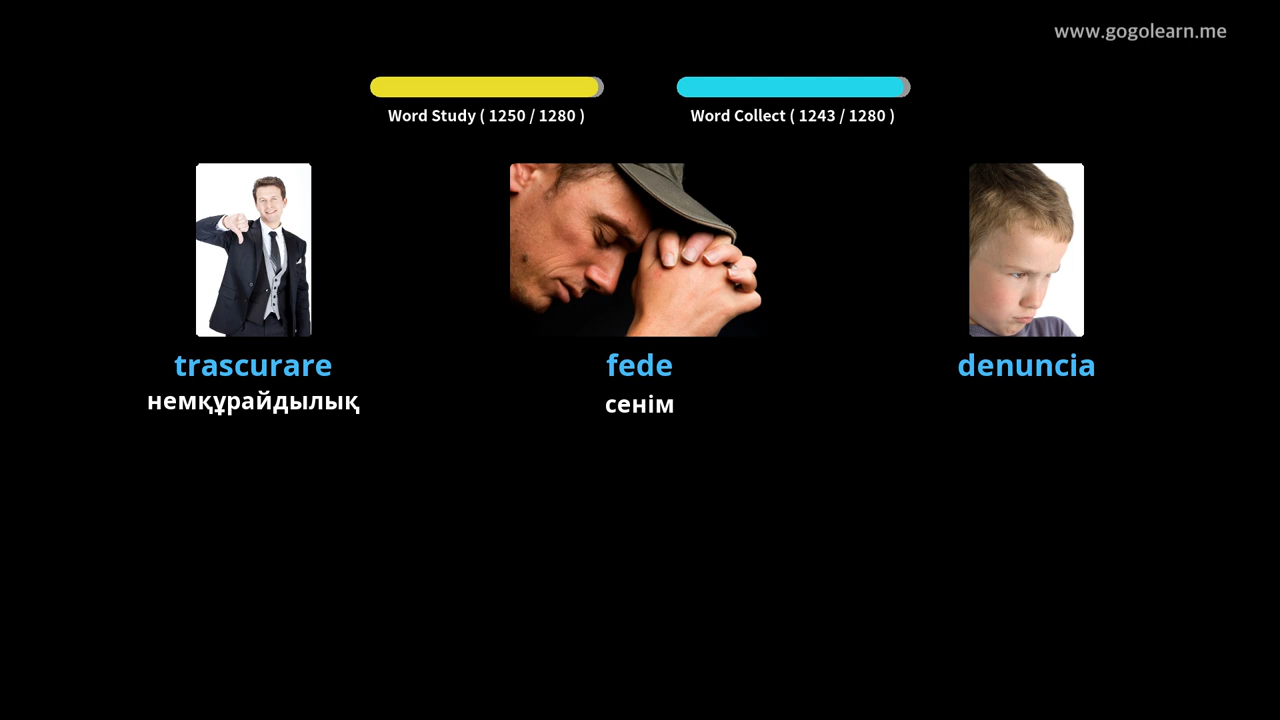 www.gogolearn.me
Word Study ( 1250 / 1280 )
Word Collect ( 1243 / 1280 )
trascurare
fede
denuncia
немқұрайдылық
сенім